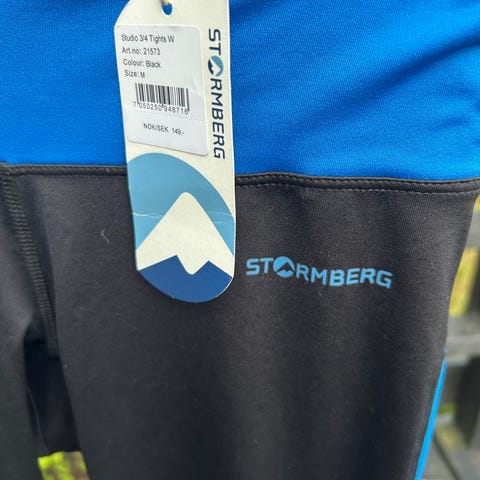 Studio 3/4 Tights W
Art.no: 21573
Colour: Black
Size: M
7050250948716
NOK/SEK 149,-
STORMBERG
STORMBERG